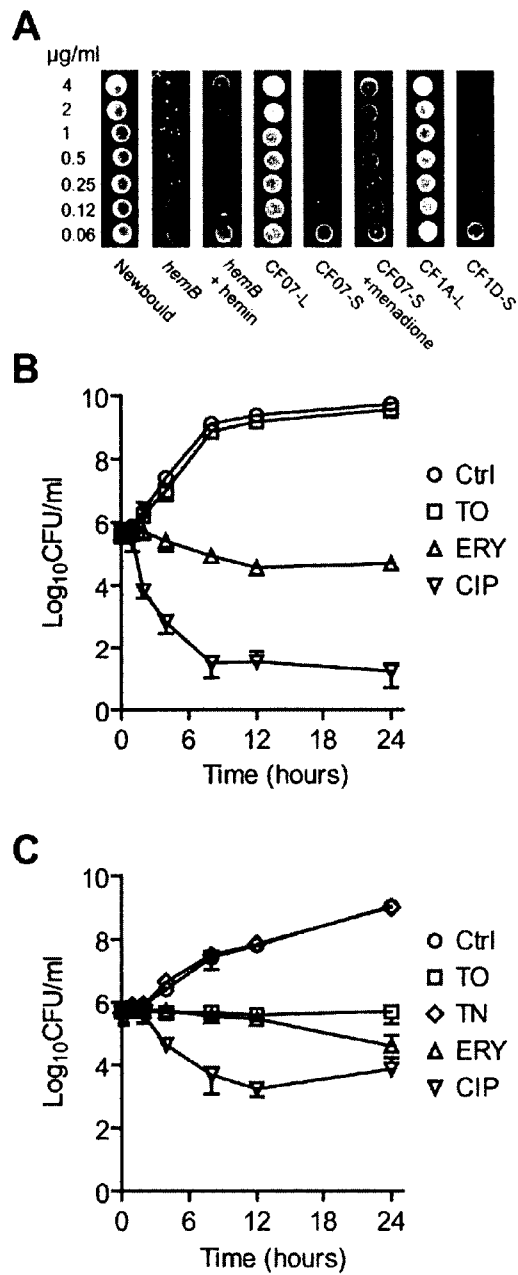 A
µg/ml
4
2
1
0.5
0.25
0.12
0.06
Newbould
hemB
hemB
+ hemin
CF07-L
CF07-S
CF07-S
+menadione
CF1A-L
CF1D-S
B
10
8
6
4
2
0
Log10CFU/ml
0 6 12 18 24
Time (hours)
Ctrl
TO
ERY
CIP
C
10
8
6
4
2
0
Log10CFU/ml
0 6 12 18 24
Time (hours)
Ctrl
TO
TN
ERY
CIP